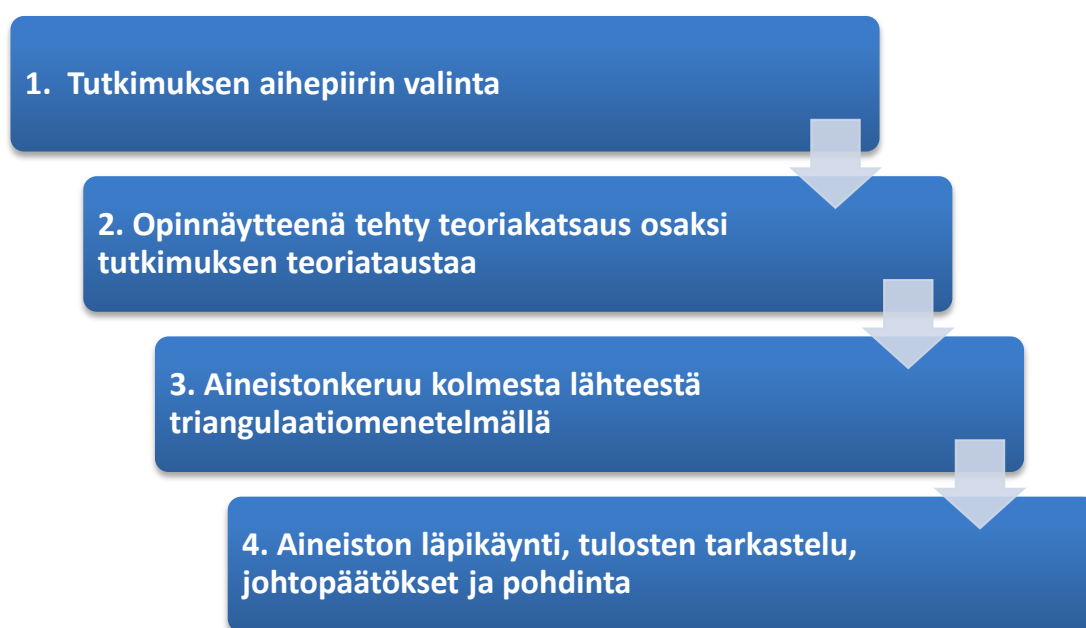 1. Tutkimuksen aihepiirin valinta
2. Opinnäytteenä tehty teoriakatsaus osaksi
tutkimuksen teoriataustaa
3. Aineistonkeruu kolmesta lähteestä
triangulaatiomenetelmällä
4. Aineiston läpikäynti, tulosten tarkastelu,
johtopäätökset ja pohdinta